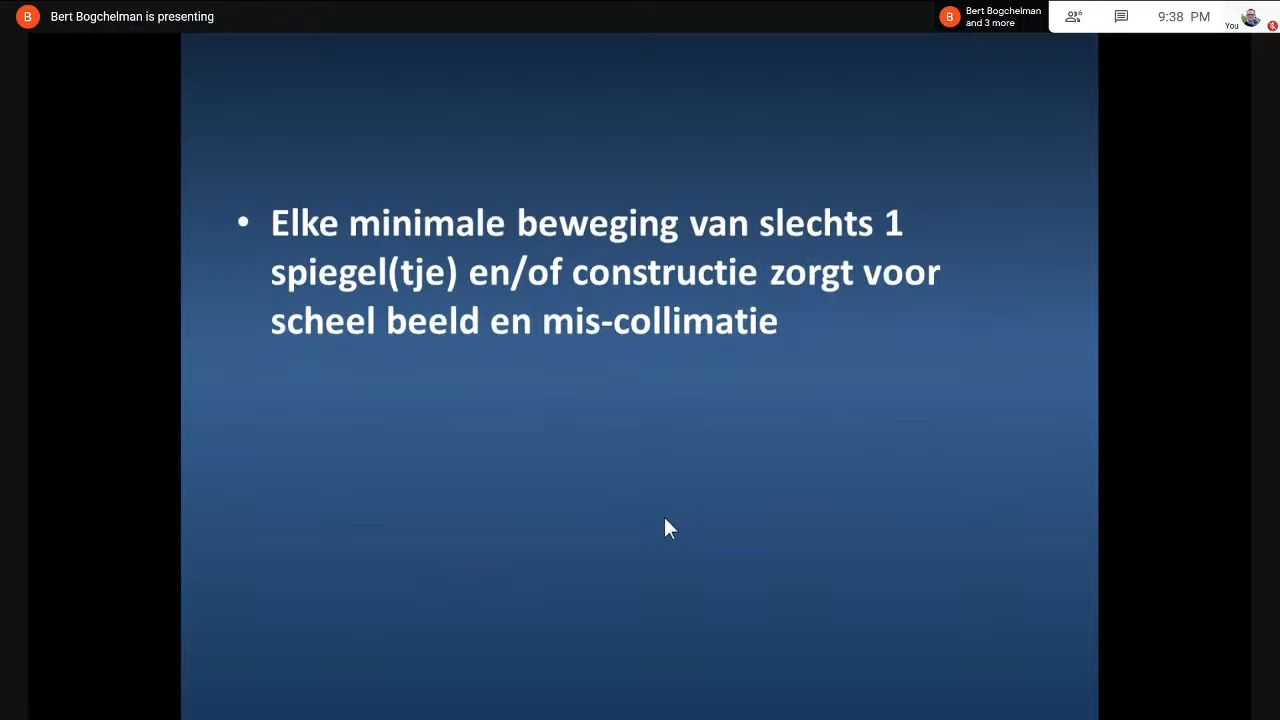 B Bert Bogchelman is presenting
B Bert Bogchelman
and 3 more
6
9:38 PM
You
• Elke minimale beweging van slechts 1
spiegel(tje) en/of constructie zorgt voor
scheel beeld en mis-collimatie